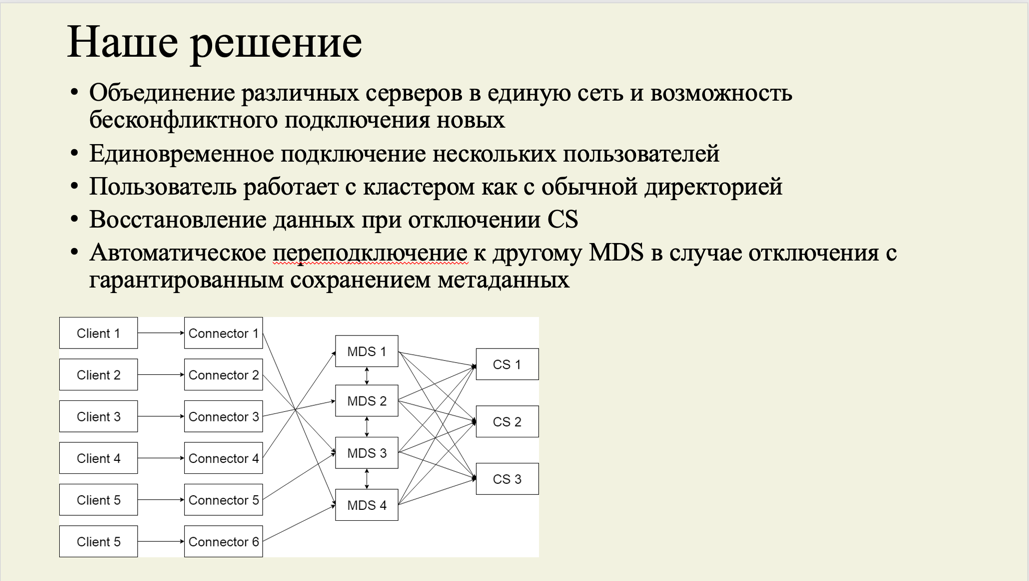 Наше решение
• Объединение различных серверов в единую сеть и возможность
бесконфликтного подключения новых
• Единовременное подключение нескольких пользователей
• Пользователь работает с кластером как с обычной директорией
• Восстановление данных при отключении CS
• Автоматическое переподключение к другому MDS в случае отключения с
гарантированным сохранением метаданных
Client 1
Connector 1
Client 2
Connector 2
Client 3
Connector 3
Client 4
Connector 4
Client 5
Connector 5
Client 5
Connector 6
MDS 1
MDS 2
MDS 3
MDS 4
CS 1
CS 2
CS 3